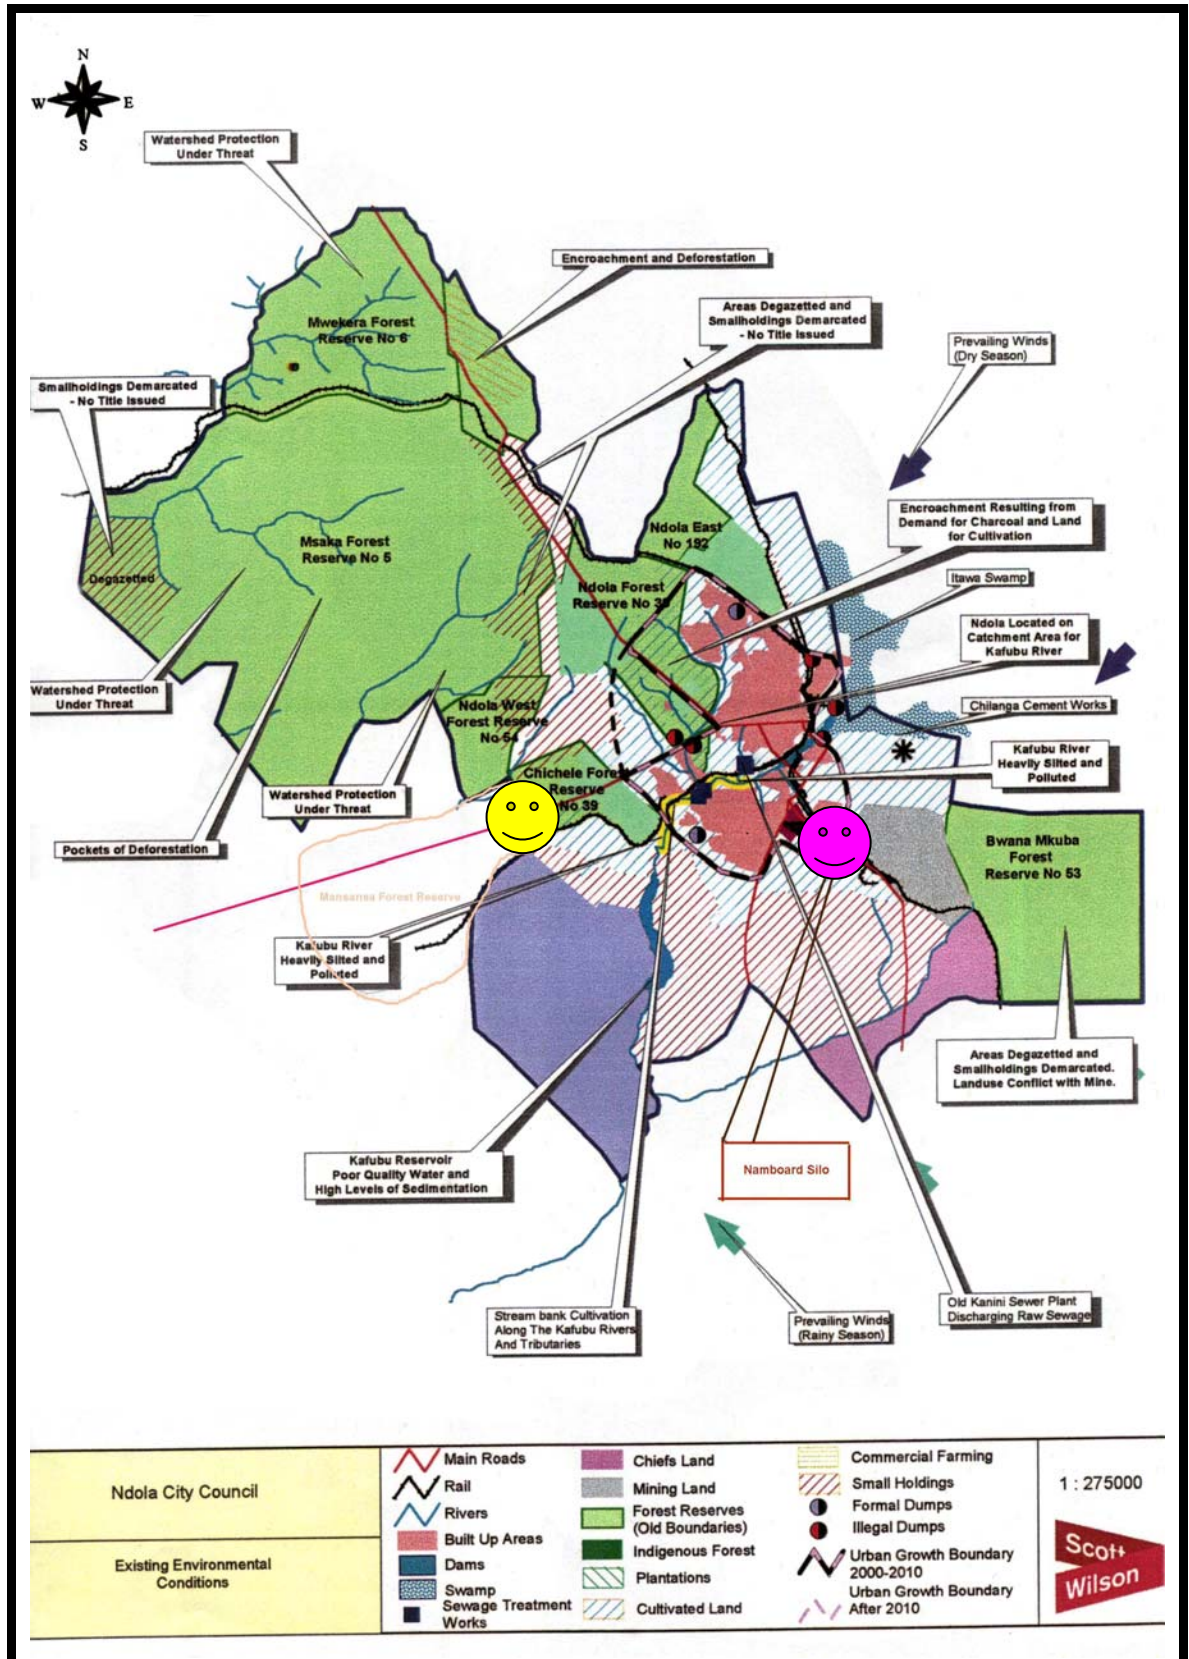 N
W
E
S
Watershed Protection
Under Threat
Encroachment and Deforestation
Areas Degazetted and
Smallholdings Demarcated
- No Title Issued
Prevailing Winds
(Dry Season)
Mwekera Forest
Reserve No 6
Smallholdings Demarcated
- No Title Issued
Encroachment Resulting from
Demand for Charcoal and Land
for Cultivation
Ndola East
No 192
Msaka Forest
Reserve No 5
Degazetted
Itawa Swamp
Ndola Forest
Reserve No 3
Ndola Located on
Catchment Area for
Kafubu River
Watershed Protection
Under Threat
Ndola West
Forest Reserve
No 54
Chilanga Cement Works
Kafubu River
Heavily Silted and
Polluted
Chichele Forest
Reserve
No 39
Watershed Protection
Under Threat
Pockets of Deforestation
Bwana Mkuba
Forest
Reserve No 53
Mansansa Forest Reserve
Kafubu River
Heavily Silted and
Polluted
Areas Degazetted and
Smallholdings Demarcated.
Landuse Conflict with Mine.
Kafubu Reservoir
Poor Quality Water and
High Levels of Sedimentation
Namboard Silo
Stream bank Cultivation
Along The Kafubu Rivers
And Tributaries
Prevailing Winds
(Rainy Season)
Old Kanini Sewer Plant
Discharging Raw Sewage
Ndola City Council
Existing Environmental
Conditions
Main Roads
Rail
Rivers
Built Up Areas
Dams
Swamp
Sewage Treatment
Works
Chiefs Land
Mining Land
Forest Reserves
(Old Boundaries)
Indigenous Forest
Plantations
Cultivated Land
Commercial Farming
Small Holdings
Formal Dumps
Illegal Dumps
Urban Growth Boundary
2000-2010
Urban Growth Boundary
After 2010
1 : 275000
Scott
Wilson